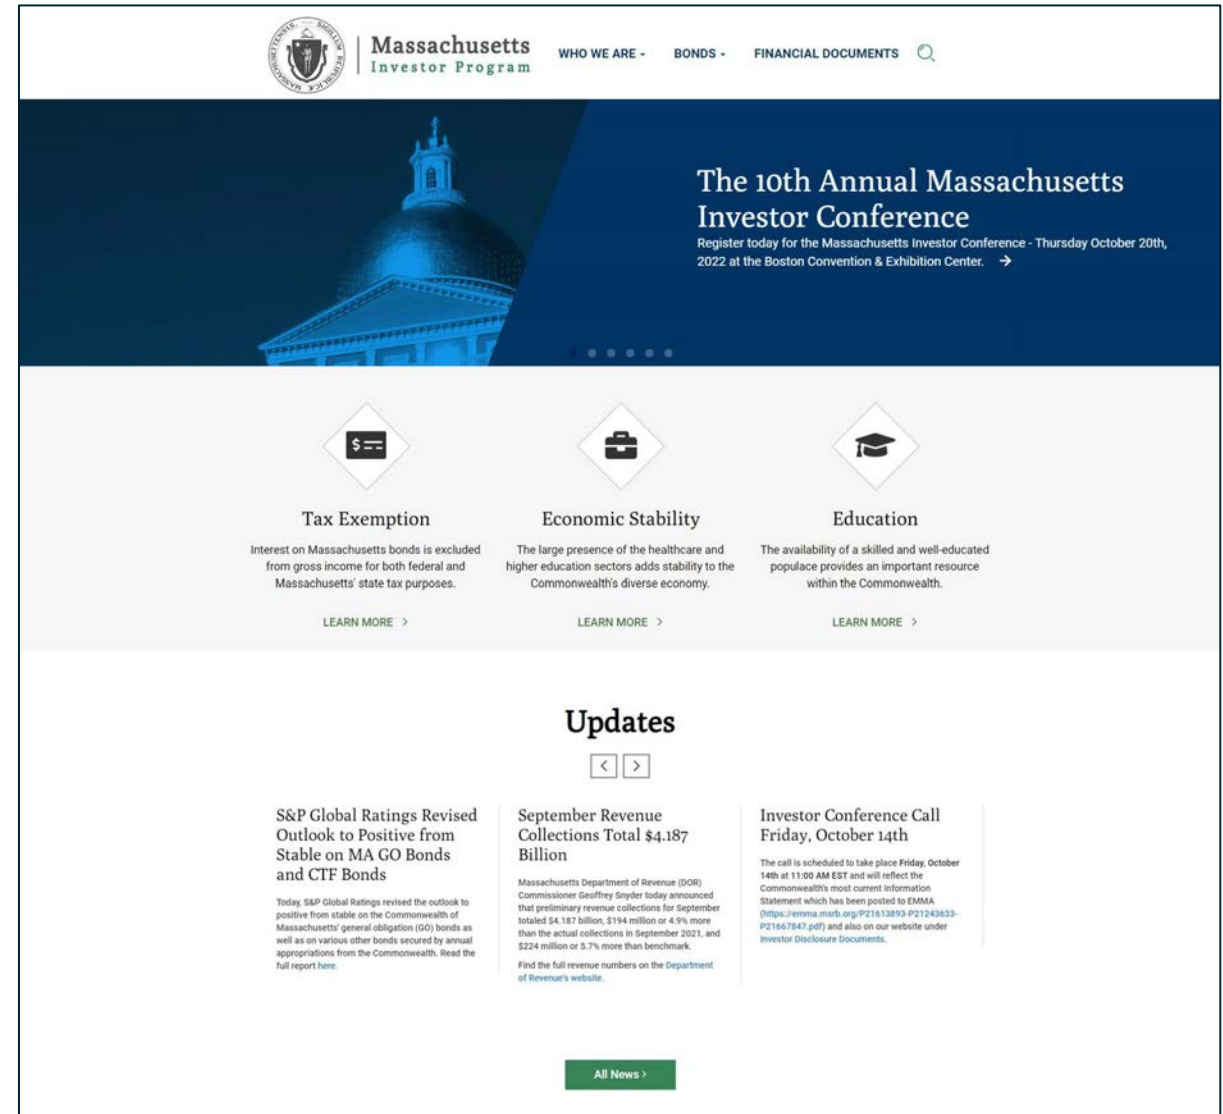 Massachusetts
Investor Program
WHO WE ARE -
BONDS -
FINANCIAL DOCUMENTS
The 10th Annual Massachusetts
Investor Conference
Register today for the Massachusetts Investor Conference - Thursday October 20th,
2022 at the Boston Convention & Exhibition Center. →
$
Tax Exemption
Interest on Massachusetts bonds is excluded
from gross income for both federal and
Massachusetts' state tax purposes.
LEARN MORE >
Economic Stability
The large presence of the healthcare and
higher education sectors adds stability to the
Commonwealth's diverse economy.
LEARN MORE >
Education
The availability of a skilled and well-educated
populace provides an important resource
within the Commonwealth.
LEARN MORE >
Updates
< >
S&P Global Ratings Revised
Outlook to Positive from
Stable on MA GO Bonds
and CTF Bonds
Today, S&P Global Ratings revised the outlook to
positive from stable on the Commonwealth of
Massachusetts' general obligation (GO) bonds as
well as on various other bonds secured by annual
appropriations from the Commonwealth. Read the
full report here.
September Revenue
Collections Total $4.187
Billion
Massachusetts Department of Revenue (DOR)
Commissioner Geoffrey Snyder today announced
that preliminary revenue collections for September
totaled $4.187 billion, $194 million or 4.9% more
than the actual collections in September 2021, and
$224 million or 5.7% more than benchmark.
Find the full revenue numbers on the Department
of Revenue's website.
Investor Conference Call
Friday, October 14th
The call is scheduled to take place Friday, October
14th at 11:00 AM EST and will reflect the
Commonwealth's most current Information
Statement which has been posted to EMMA
(https://emma.msrb.org/P21613893-P21243633-
P21667847.pdf) and also on our website under
Investor Disclosure Documents.
All News >